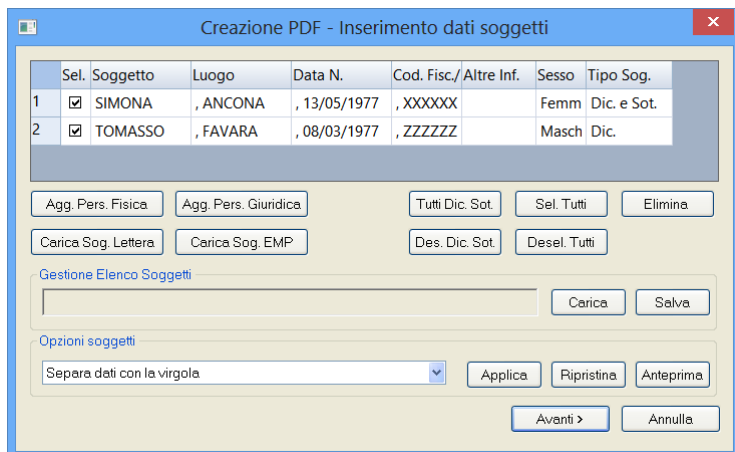 Creazione PDF - Inserimento dati soggetti
Sel. Soggetto Luogo Data N. Cod. Fisc./ Altre Inf. Sesso Tipo Sog.
1 SIMONA , ANCONA , 13/05/1977 , XXXXXX Femm Dic. e Sot.
2 TOMASSO , FAVARA , 08/03/1977 , ZZZZZZ Masch Dic.
Agg. Pers. Fisica Agg. Pers. Giuridica Tutti Dic. Sot. Sel. Tutti Elimina
Carica Sog. Lettera Carica Sog. EMP Des. Dic. Sot. Desel. Tutti
Gestione Elenco Soggetti
Carica Salva
Opzioni soggetti
Separa dati con la virgola Applica Ripristina Anteprima
Avanti > Annulla